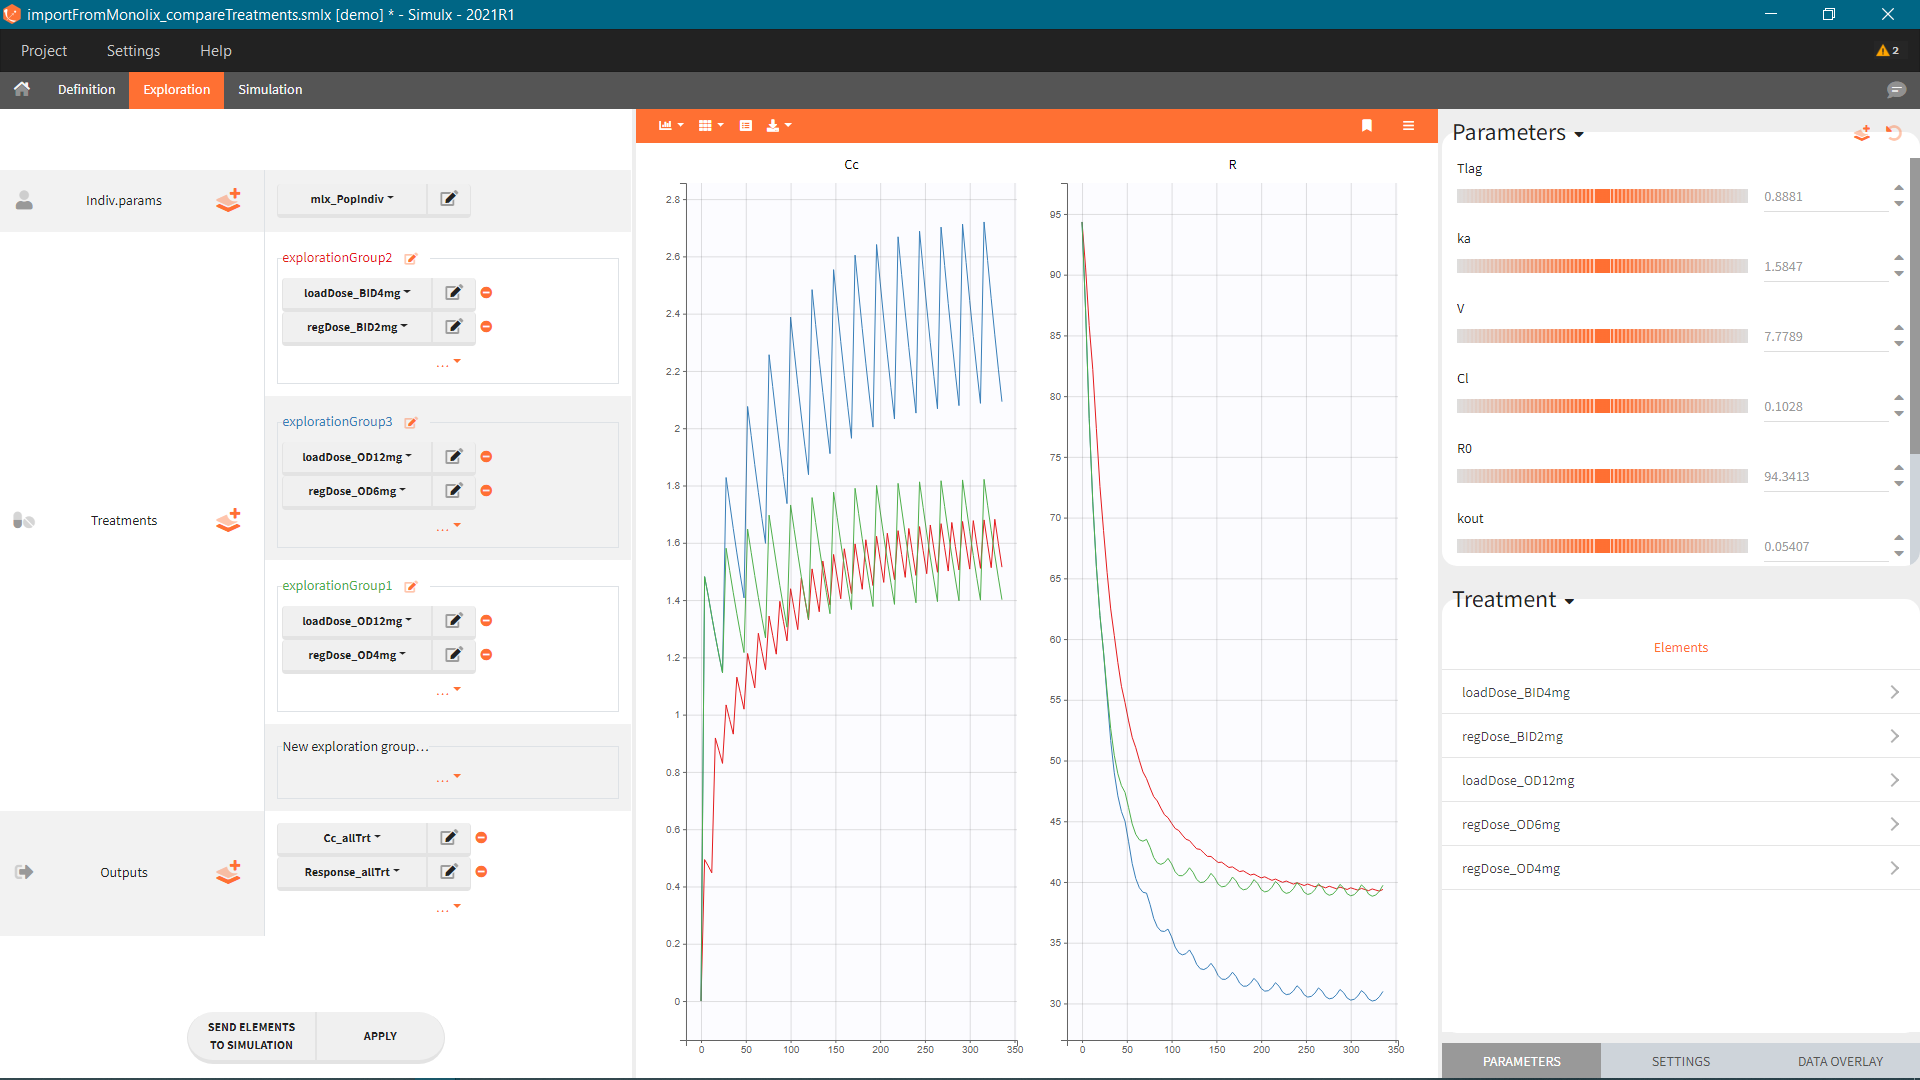 importFromMonolix_compareTreatments.smlx [demo] * - Simulx - 2021R1
Project Settings Help
2
Definition Exploration Simulation
Indiv.params
mlx_PopIndiv
Treatments
explorationGroup2
loadDose_BID4mg
regDose_BID2mg
...
explorationGroup3
loadDose_OD12mg
regDose_OD6mg
...
explorationGroup1
loadDose_OD12mg
regDose_OD4mg
...
New exploration group...
...
Outputs
Cc_allTrt
Response_allTrt
...
SEND ELEMENTS
TO SIMULATION
APPLY
Cc
2.8
2.6
2.4
2.2
2
1.8
1.6
1.4
1.2
1
0.8
0.6
0.4
0.2
0
0 50 100 150 200 250 300 350
R
95
90
85
80
75
70
65
60
55
50
45
40
35
30
0 50 100 150 200 250 300 350
Parameters
Tlag
0.8881
ka
1.5847
V
7.7789
Cl
0.1028
R0
94.3413
kout
0.05407
Treatment
Elements
loadDose_BID4mg
regDose_BID2mg
loadDose_OD12mg
regDose_OD6mg
regDose_OD4mg
PARAMETERS SETTINGS DATA OVERLAY